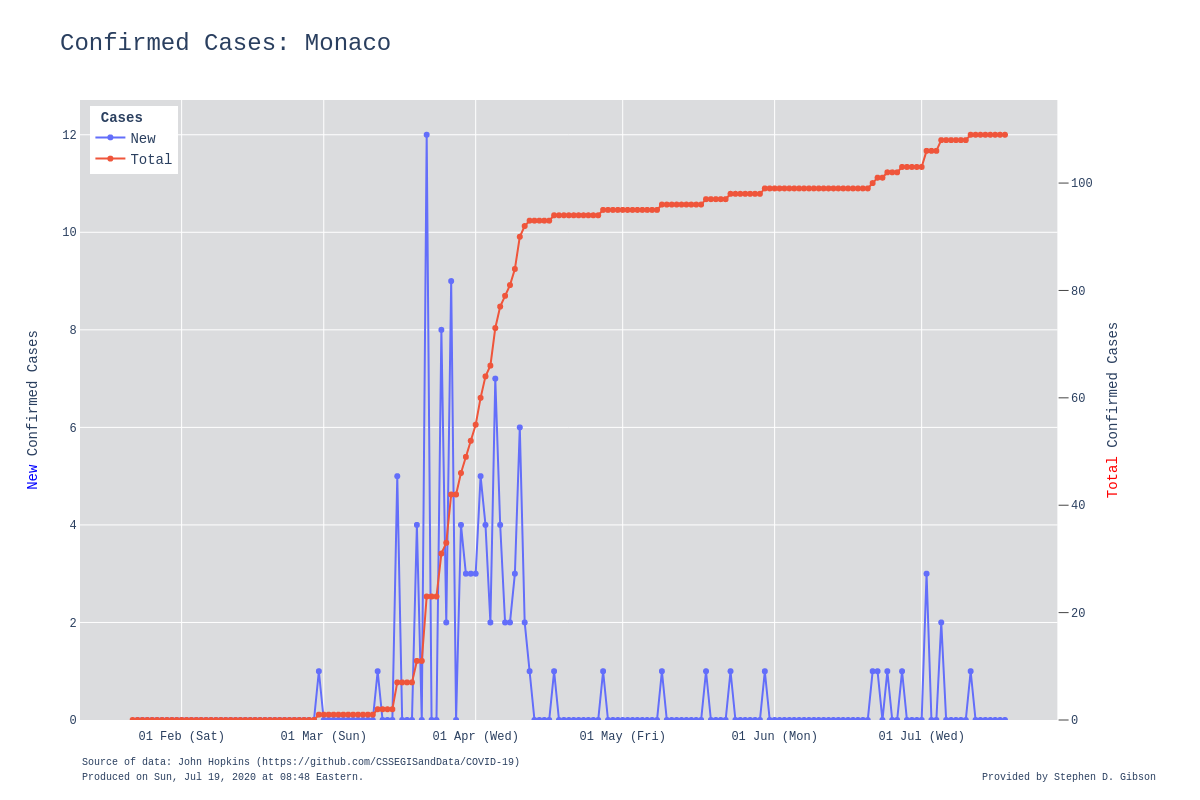 Confirmed Cases: Monaco
Cases
New
Total
12
10
8
6
4
2
0
100
80
60
40
20
0
New Confirmed Cases
Total Confirmed Cases
01 Feb (Sat)
01 Mar (Sun)
01 Apr (Wed)
01 May (Fri)
01 Jun (Mon)
01 Jul (Wed)
Source of data: John Hopkins (https://github.com/CSSEGISandData/COVID-19)
Produced on Sun, Jul 19, 2020 at 08:48 Eastern.
Provided by Stephen D. Gibson